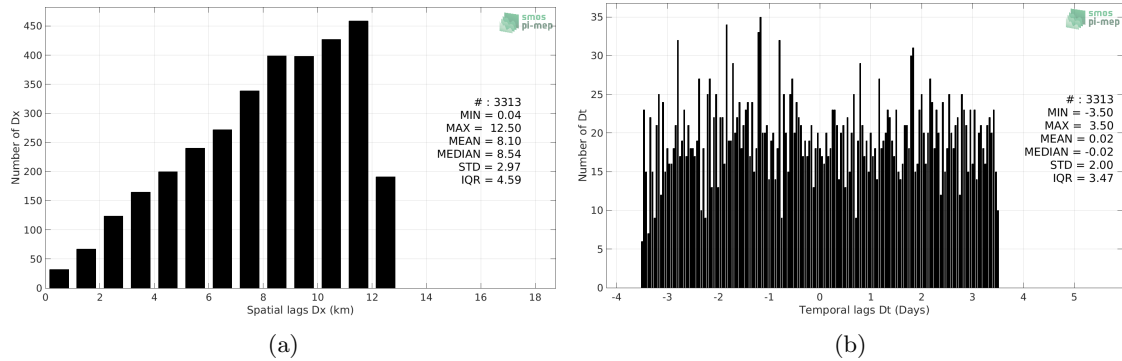 500
450
400
350
300
250
200
150
100
50
0
Number of Dx
smos
pi-mep
# : 3313
MIN = 0.04
MAX = 12.50
MEAN = 8.10
MEDIAN = 8.54
STD = 2.97
IQR = 4.59
0 2 4 6 8 10 12 14 16 18
Spatial lags Dx (km)
(a)
35
30
25
20
15
10
5
0
Number of Dt
smos
pi-mep
# : 3313
MIN = -3.50
MAX = 3.50
MEAN = 0.02
MEDIAN = -0.02
STD = 2.00
IQR = 3.47
-4 -3 -2 -1 0 1 2 3 4 5
Temporal lags Dt (Days)
(b)